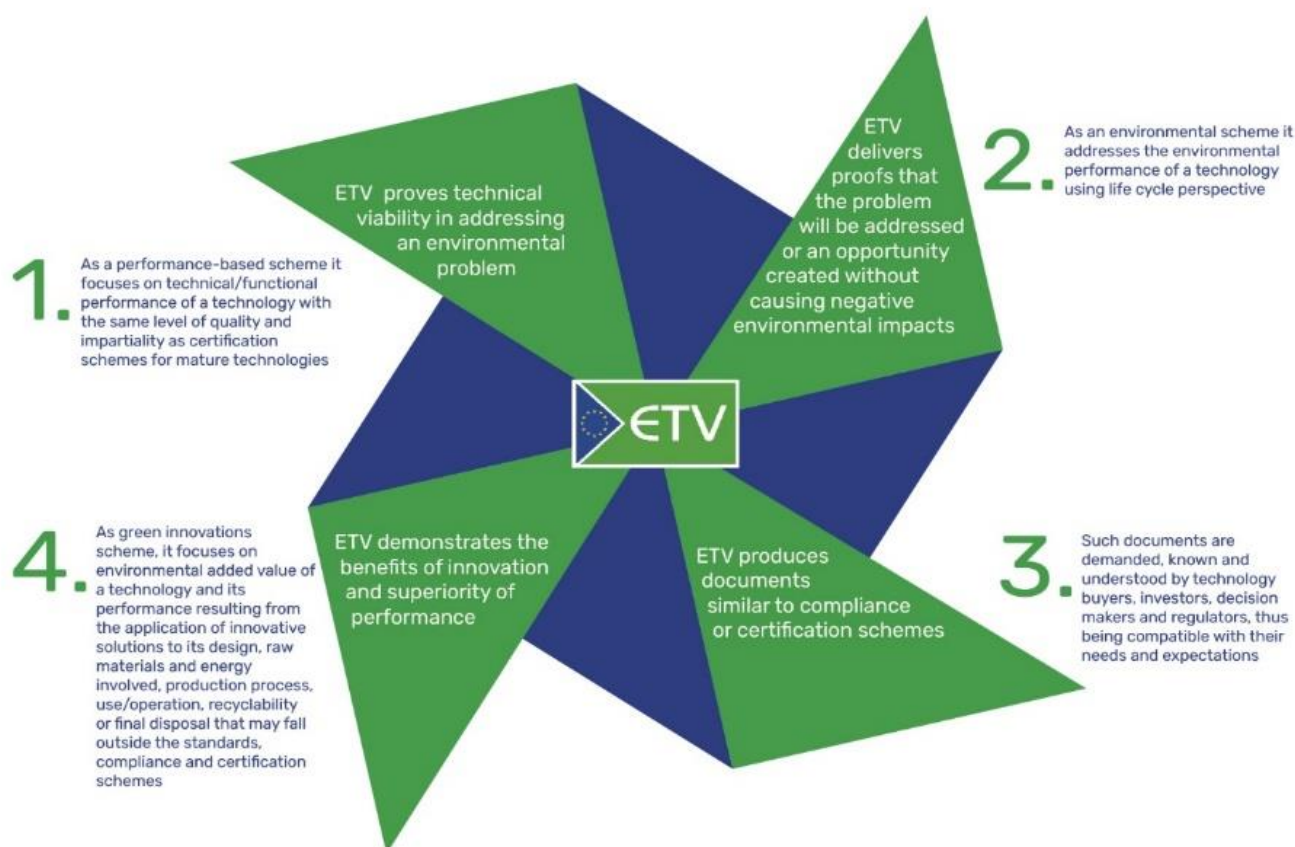 1.
As a performance-based scheme it
focuses on technical/functional
performance of a technology with
the same level of quality and
impartiality as certification
schemes for mature technologies
ETV proves technical
viability in addressing
an environmental
problem
2.
As an environmental scheme it
addresses the environmental
performance of a technology
using life cycle perspective
ETV
delivers
proofs that
the problem
will be addressed
or an opportunity
created without
causing negative
environmental impacts
ETV
3.
Such documents are
demanded, known and
understood by technology
buyers, investors, decision
makers and regulators, thus
being compatible with their
needs and expectations
ETV produces
documents
similar to compliance
or certification schemes
4.
As green innovations
scheme, it focuses on
environmental added value of
a technology and its
performance resulting from
the application of innovative
solutions to its design, raw
materials and energy
involved, production process,
use/operation, recyclability
or final disposal that may fall
outside the standards,
compliance and certification
schemes
ETV demonstrates the
benefits of innovation
and superiority of
performance